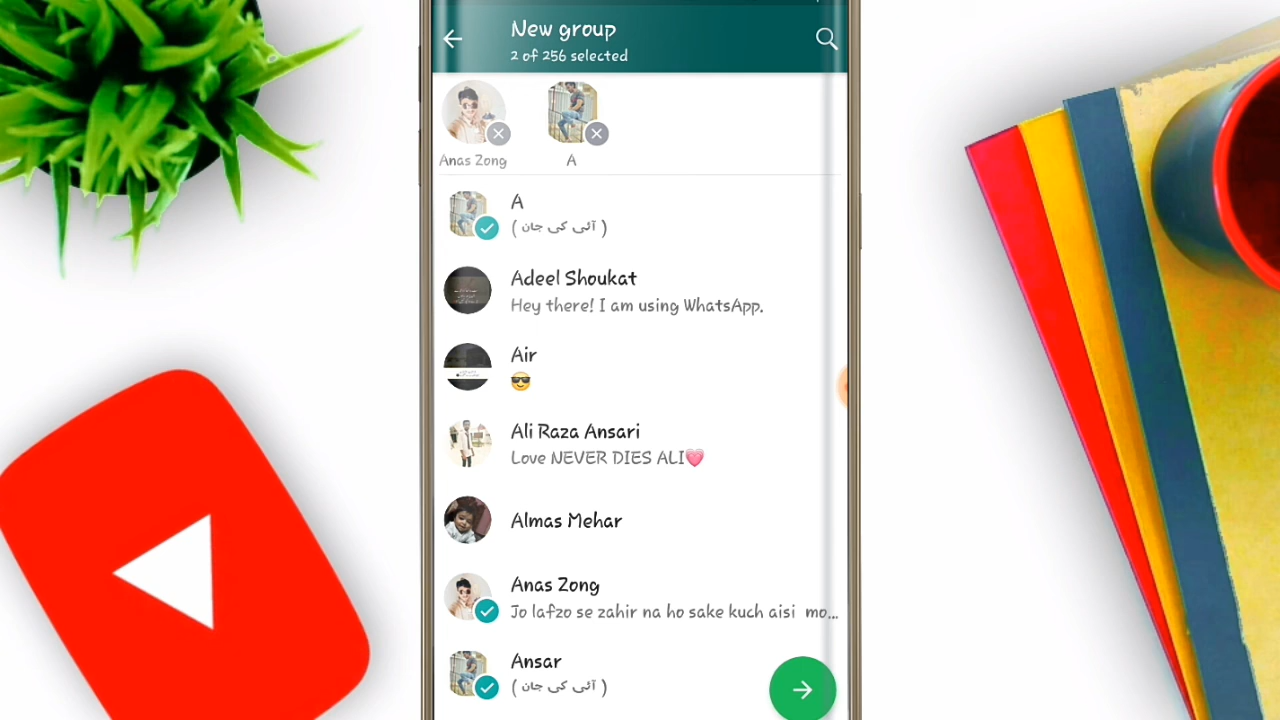 New group
2 of 256 selected
Anas Zong
A
A
( آئی کی جان )
Adeel Shoukat
Hey there! I am using WhatsApp.
Air
😎
Ali Raza Ansari
Love NEVER DIES ALI💗
Almas Mehar
Anas Zong
Jo lafzo se zahir na ho sake kuch aisi mo...
Ansar
( آئی کی جان )